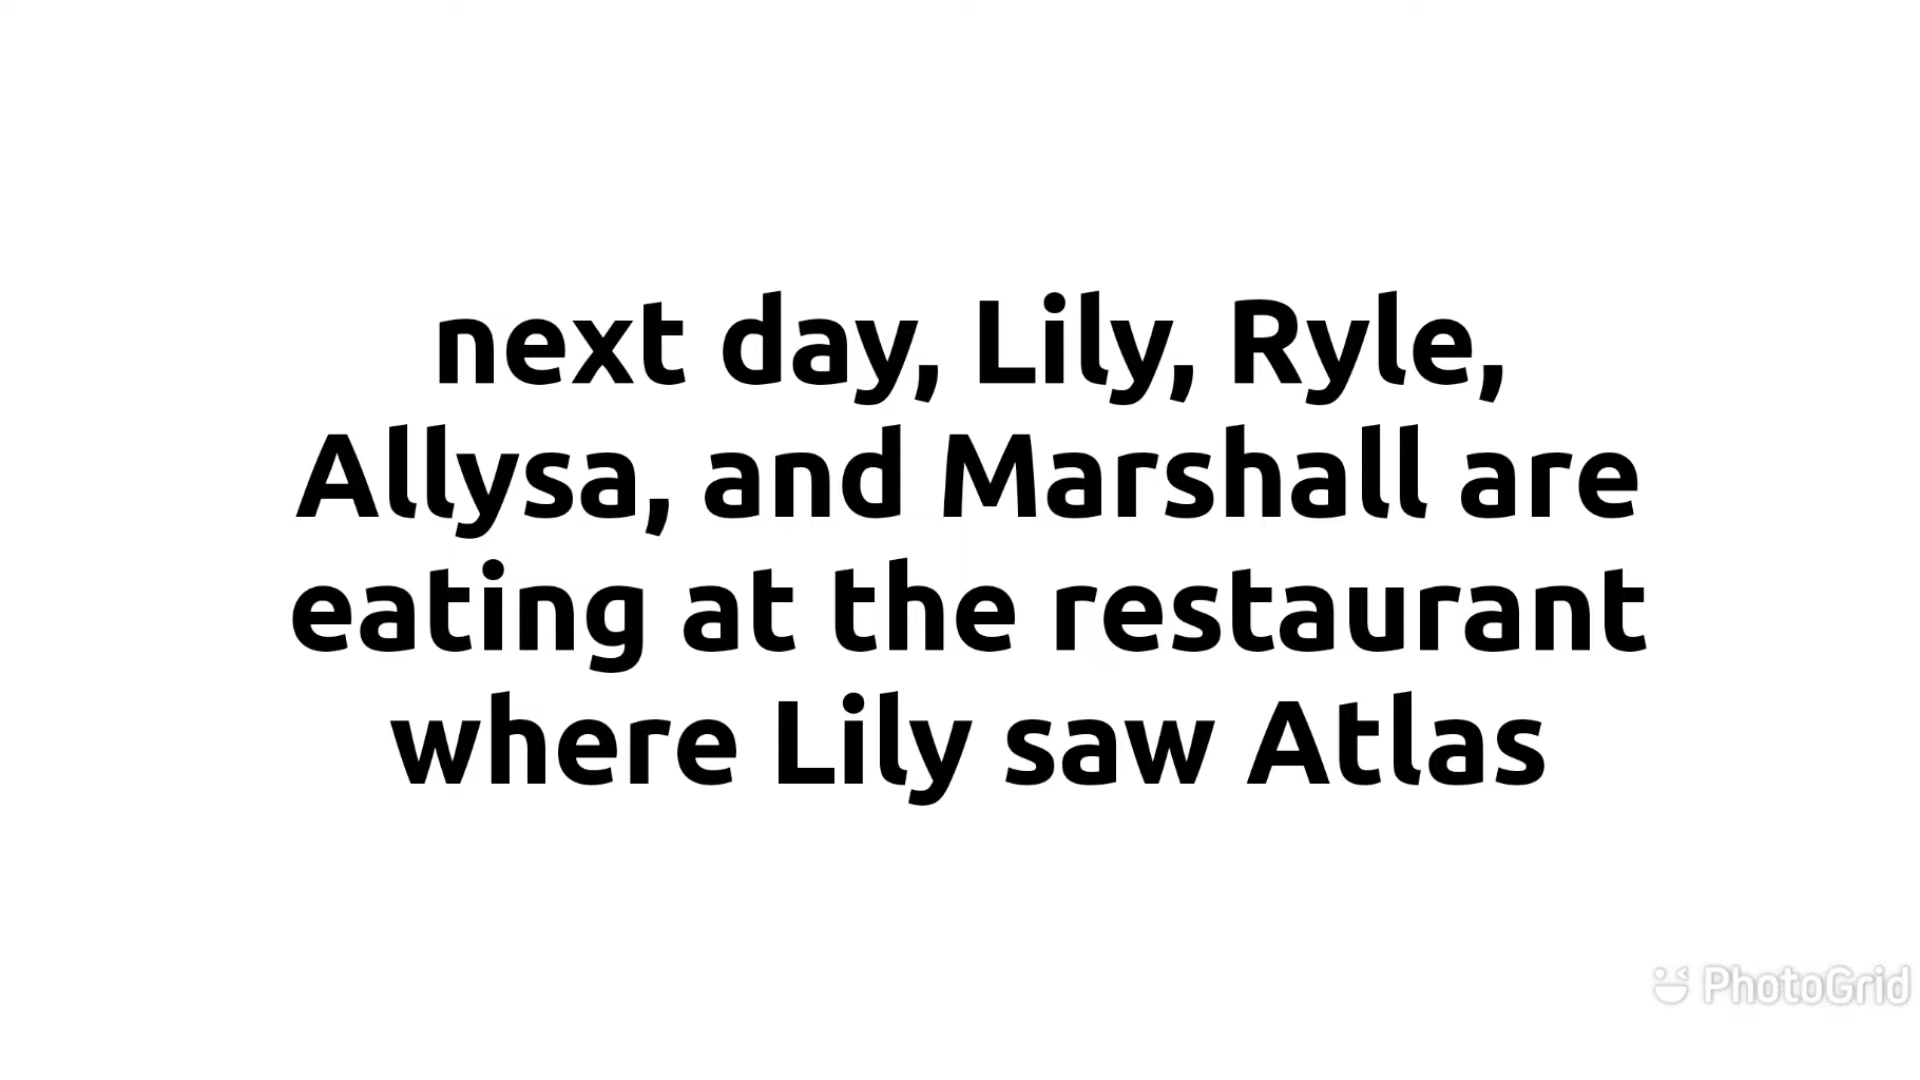 next day, Lily, Ryle,
Allysa, and Marshall are
eating at the restaurant
where Lily saw Atlas
PhotoGrid